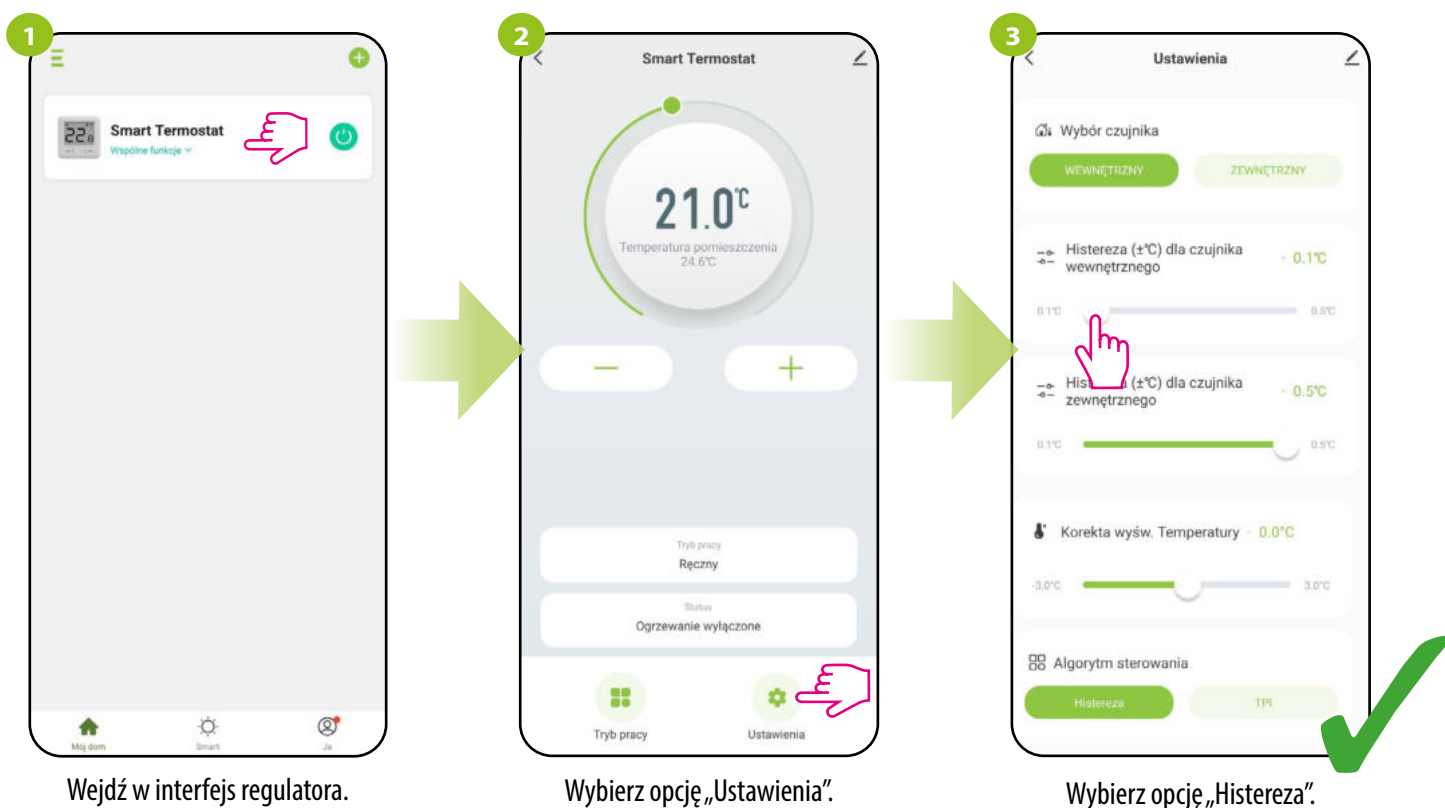 1
22.8
Smart Termostat
Wspólne funkcje
Mój dom
Smart
Ja
Wejdź w interfejs regulatora.
2
Smart Termostat
21.0℃
Temperatura pomieszczenia
24.6℃
Tryb pracy
Ręczny
Status
Ogrzewanie wyłączone
Tryb pracy
Ustawienia
Wybierz opcję „Ustawienia”.
3
Ustawienia
Wybór czujnika
WEWNĘTRZNY
ZEWNĘTRZNY
Histereza (±℃) dla czujnika
wewnętrznego
· 0.1℃
0.1℃
0.5℃
(±℃) dla czujnika
zewnętrznego
· 0.5℃
0.1℃
0.5℃
Korekta wyśw. Temperatury · 0.0°C
-3.0°C
3.0°C
Algorytm sterowania
Histereza
TPI
Wybierz opcję „Histereza”.